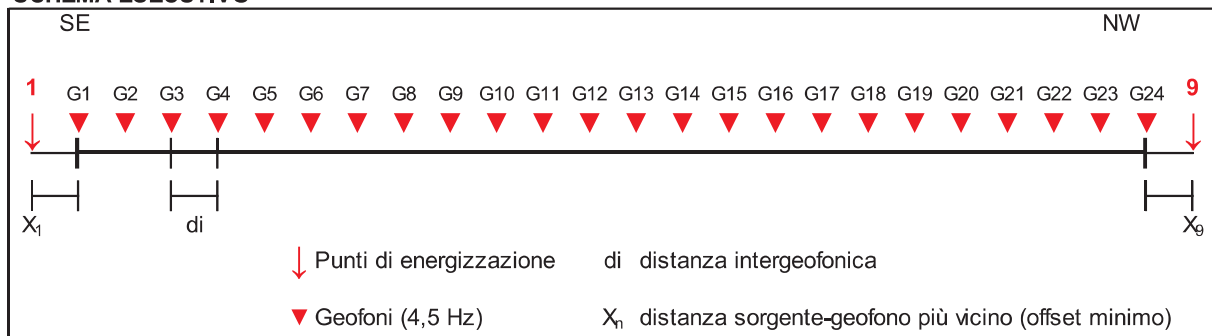 SE NW
1 G1 G2 G3 G4 G5 G6 G7 G8 G9 G10 G11 G12 G13 G14 G15 G16 G17 G18 G19 G20 G21 G22 G23 G24 9
X1 di X9
Punti di energizzazione di distanza intergeofonica
Geofoni (4,5 Hz) Xn distanza sorgente-geofono più vicino (offset minimo)